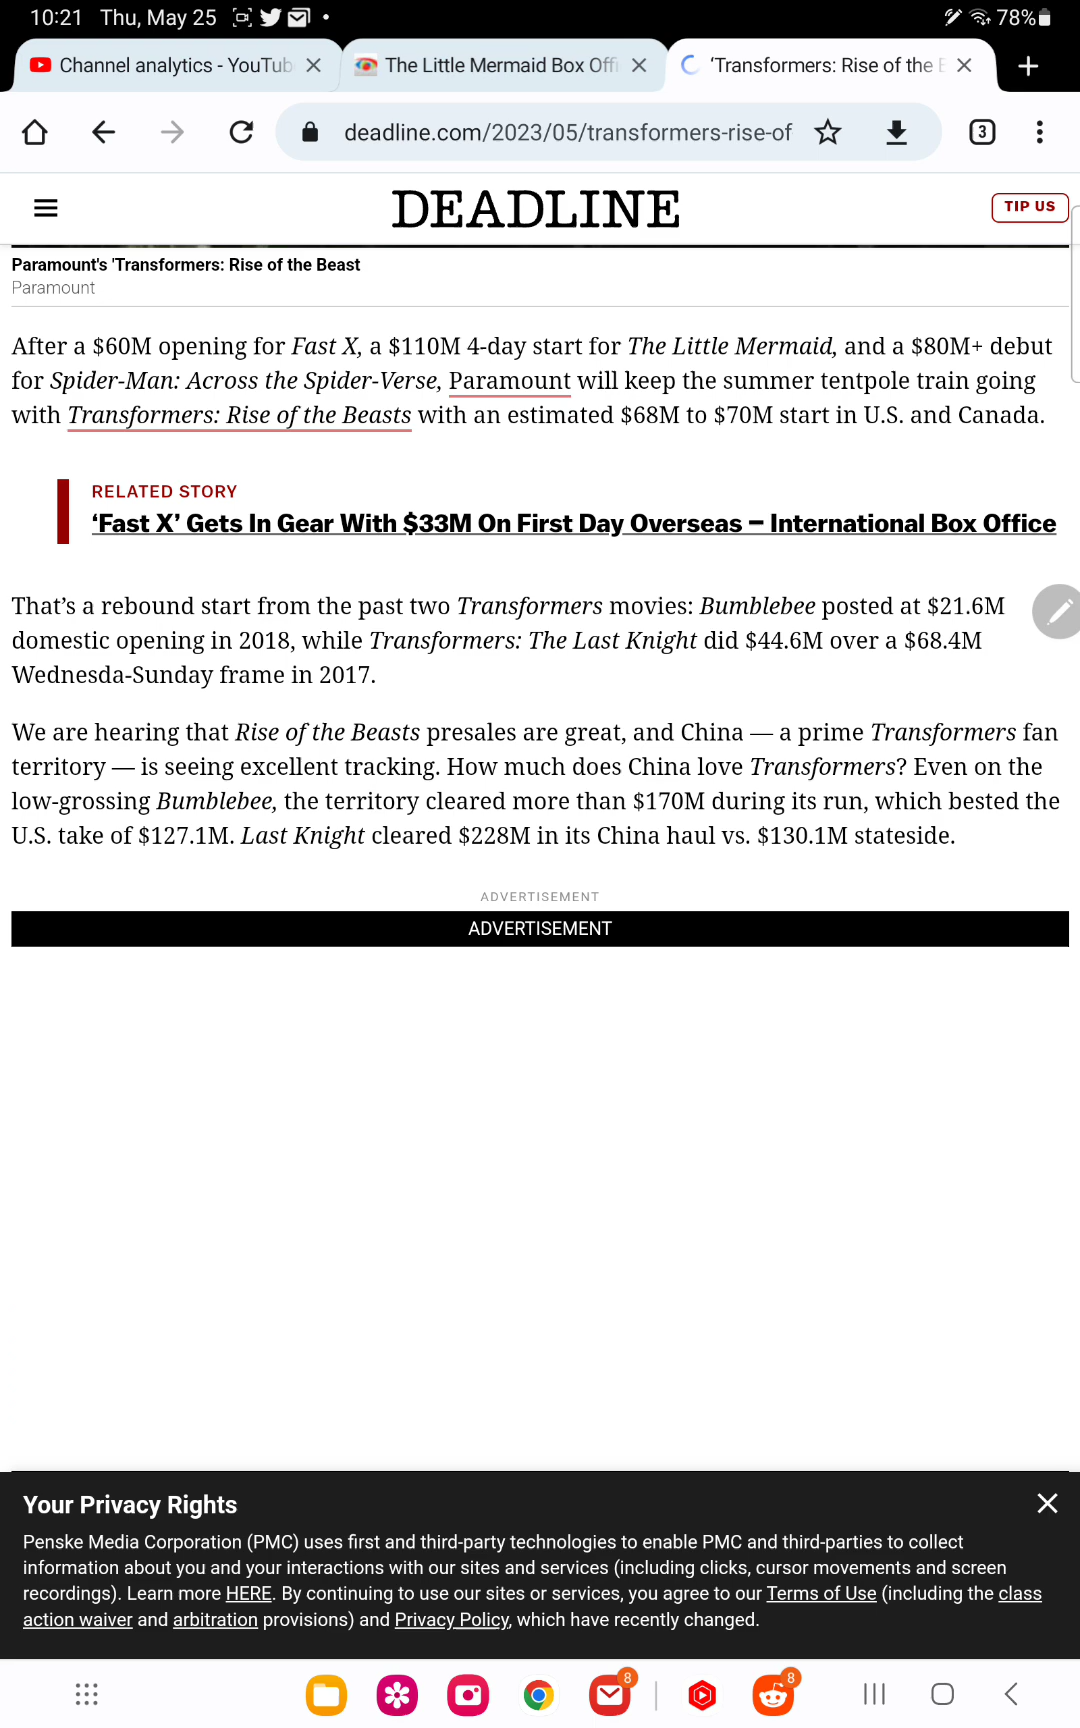 10:21 Thu, May 25 78%
Channel analytics - YouTub
The Little Mermaid Box Offi
‘Transformers: Rise of the B
deadline.com/2023/05/transformers-rise-of
3
DEADLINE
TIP US
Paramount's 'Transformers: Rise of the Beast
Paramount
After a $60M opening for Fast X, a $110M 4-day start for The Little Mermaid, and a $80M+ debut
for Spider-Man: Across the Spider-Verse, Paramount will keep the summer tentpole train going
with Transformers: Rise of the Beasts with an estimated $68M to $70M start in U.S. and Canada.
RELATED STORY
‘Fast X’ Gets In Gear With $33M On First Day Overseas – International Box Office
That’s a rebound start from the past two Transformers movies: Bumblebee posted at $21.6M
domestic opening in 2018, while Transformers: The Last Knight did $44.6M over a $68.4M
Wednesda-Sunday frame in 2017.
We are hearing that Rise of the Beasts presales are great, and China — a prime Transformers fan
territory — is seeing excellent tracking. How much does China love Transformers? Even on the
low-grossing Bumblebee, the territory cleared more than $170M during its run, which bested the
U.S. take of $127.1M. Last Knight cleared $228M in its China haul vs. $130.1M stateside.
ADVERTISEMENT
ADVERTISEMENT
Your Privacy Rights
Penske Media Corporation (PMC) uses first and third-party technologies to enable PMC and third-parties to collect
information about you and your interactions with our sites and services (including clicks, cursor movements and screen
recordings). Learn more HERE. By continuing to use our sites or services, you agree to our Terms of Use (including the class
action waiver and arbitration provisions) and Privacy Policy, which have recently changed.
8
8